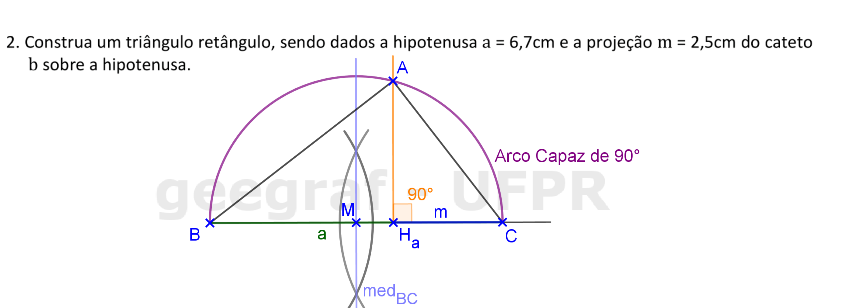 2. Construa um triângulo retângulo, sendo dados a hipotenusa a = 6,7cm e a projeção m = 2,5cm do cateto
b sobre a hipotenusa.
A
Arco Capaz de 90°
geegraf UFPR
90°
M
m
B
a
Ha
C
medBC